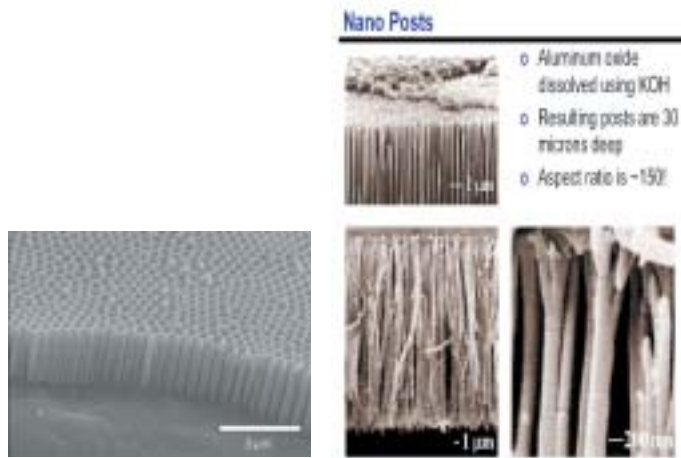 Nano Posts
o Aluminum oxide
dissolved using KOH
o Resulting posts are 30
microns deep
o Aspect ratio is ~150!
1 μm
1 μm